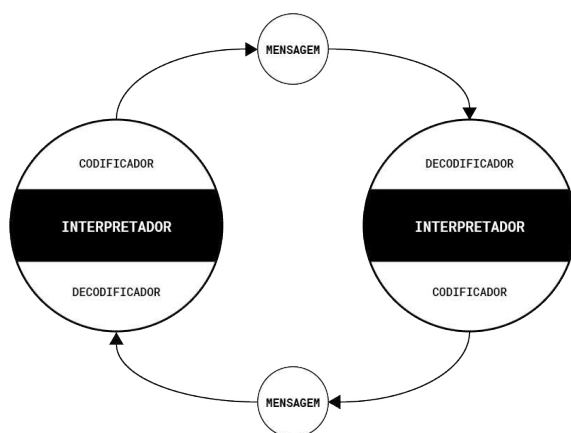 MENSAGEM
CODIFICADOR
INTERPRETADOR
DECODIFICADOR
DECODIFICADOR
INTERPRETADOR
CODIFICADOR
MENSAGEM